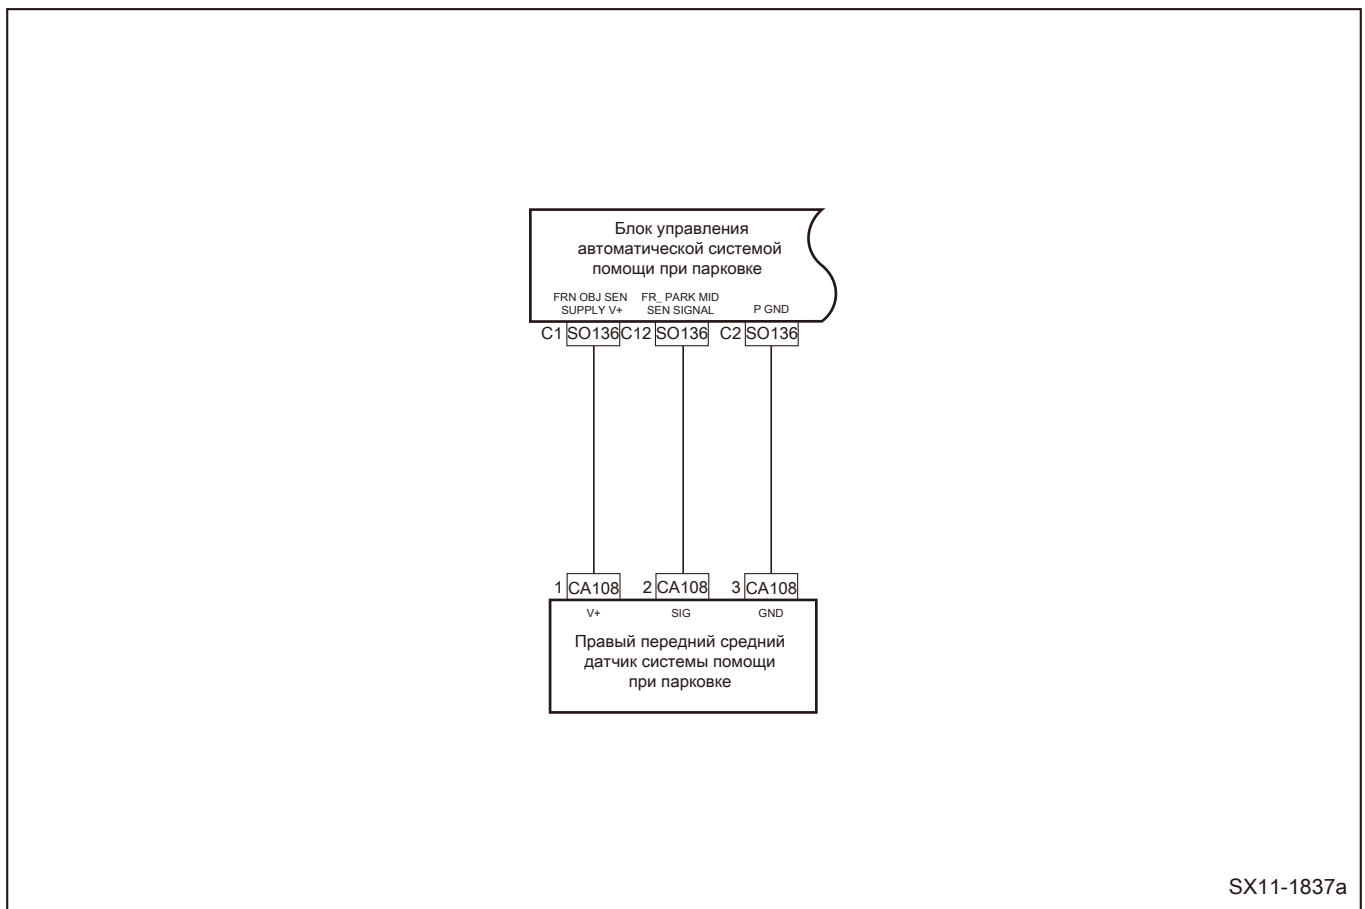 Блок управления
автоматической системой
помощи при парковке
FRN OBJ SEN FR_ PARK MID
SUPPLY V+ SEN SIGNAL P GND
C1 SO136 C12 SO136 C2 SO136
1 CA108 2 CA108 3 CA108
V+ SIG GND
Правый передний средний
датчик системы помощи
при парковке
SX11-1837a